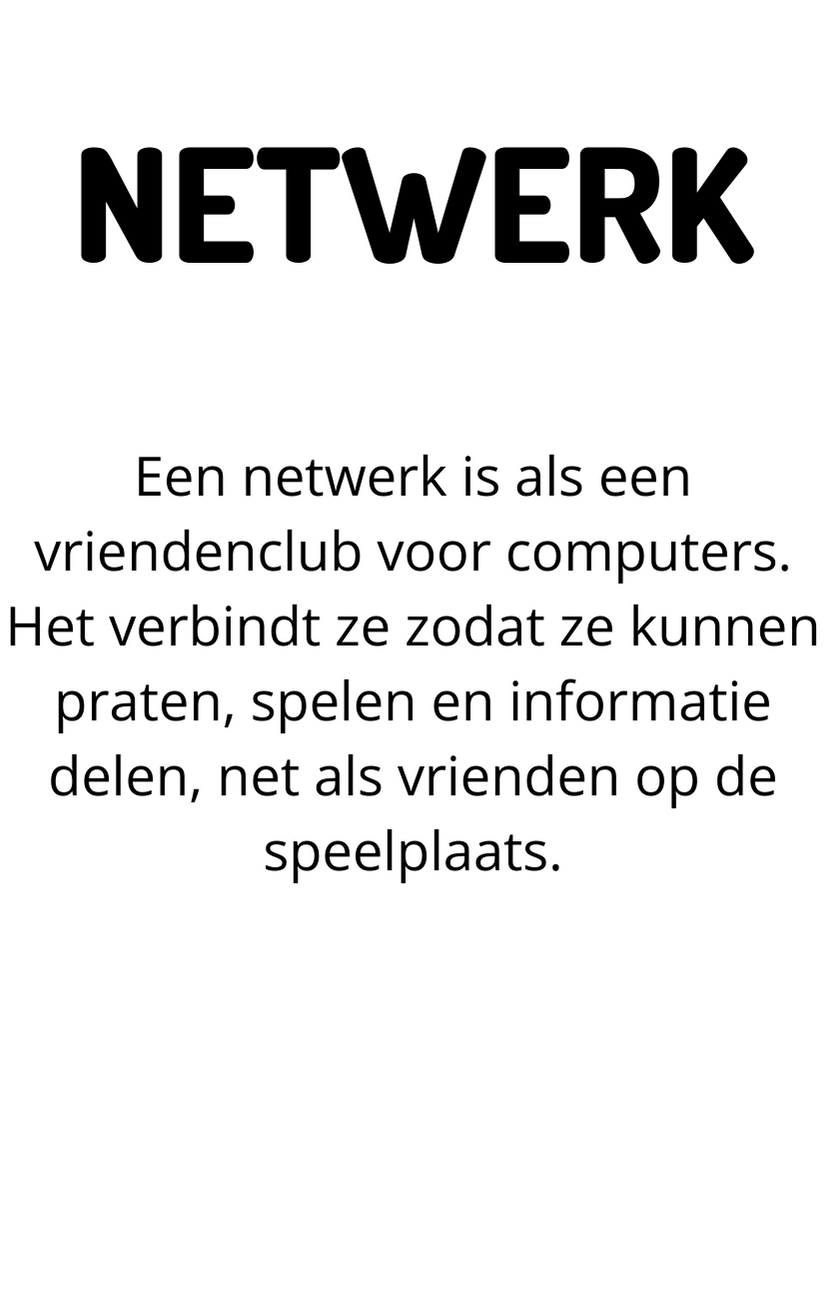 NETWERK
Een netwerk is als een
vriendenclub voor computers.
Het verbindt ze zodat ze kunnen
praten, spelen en informatie
delen, net als vrienden op de
speelplaats.